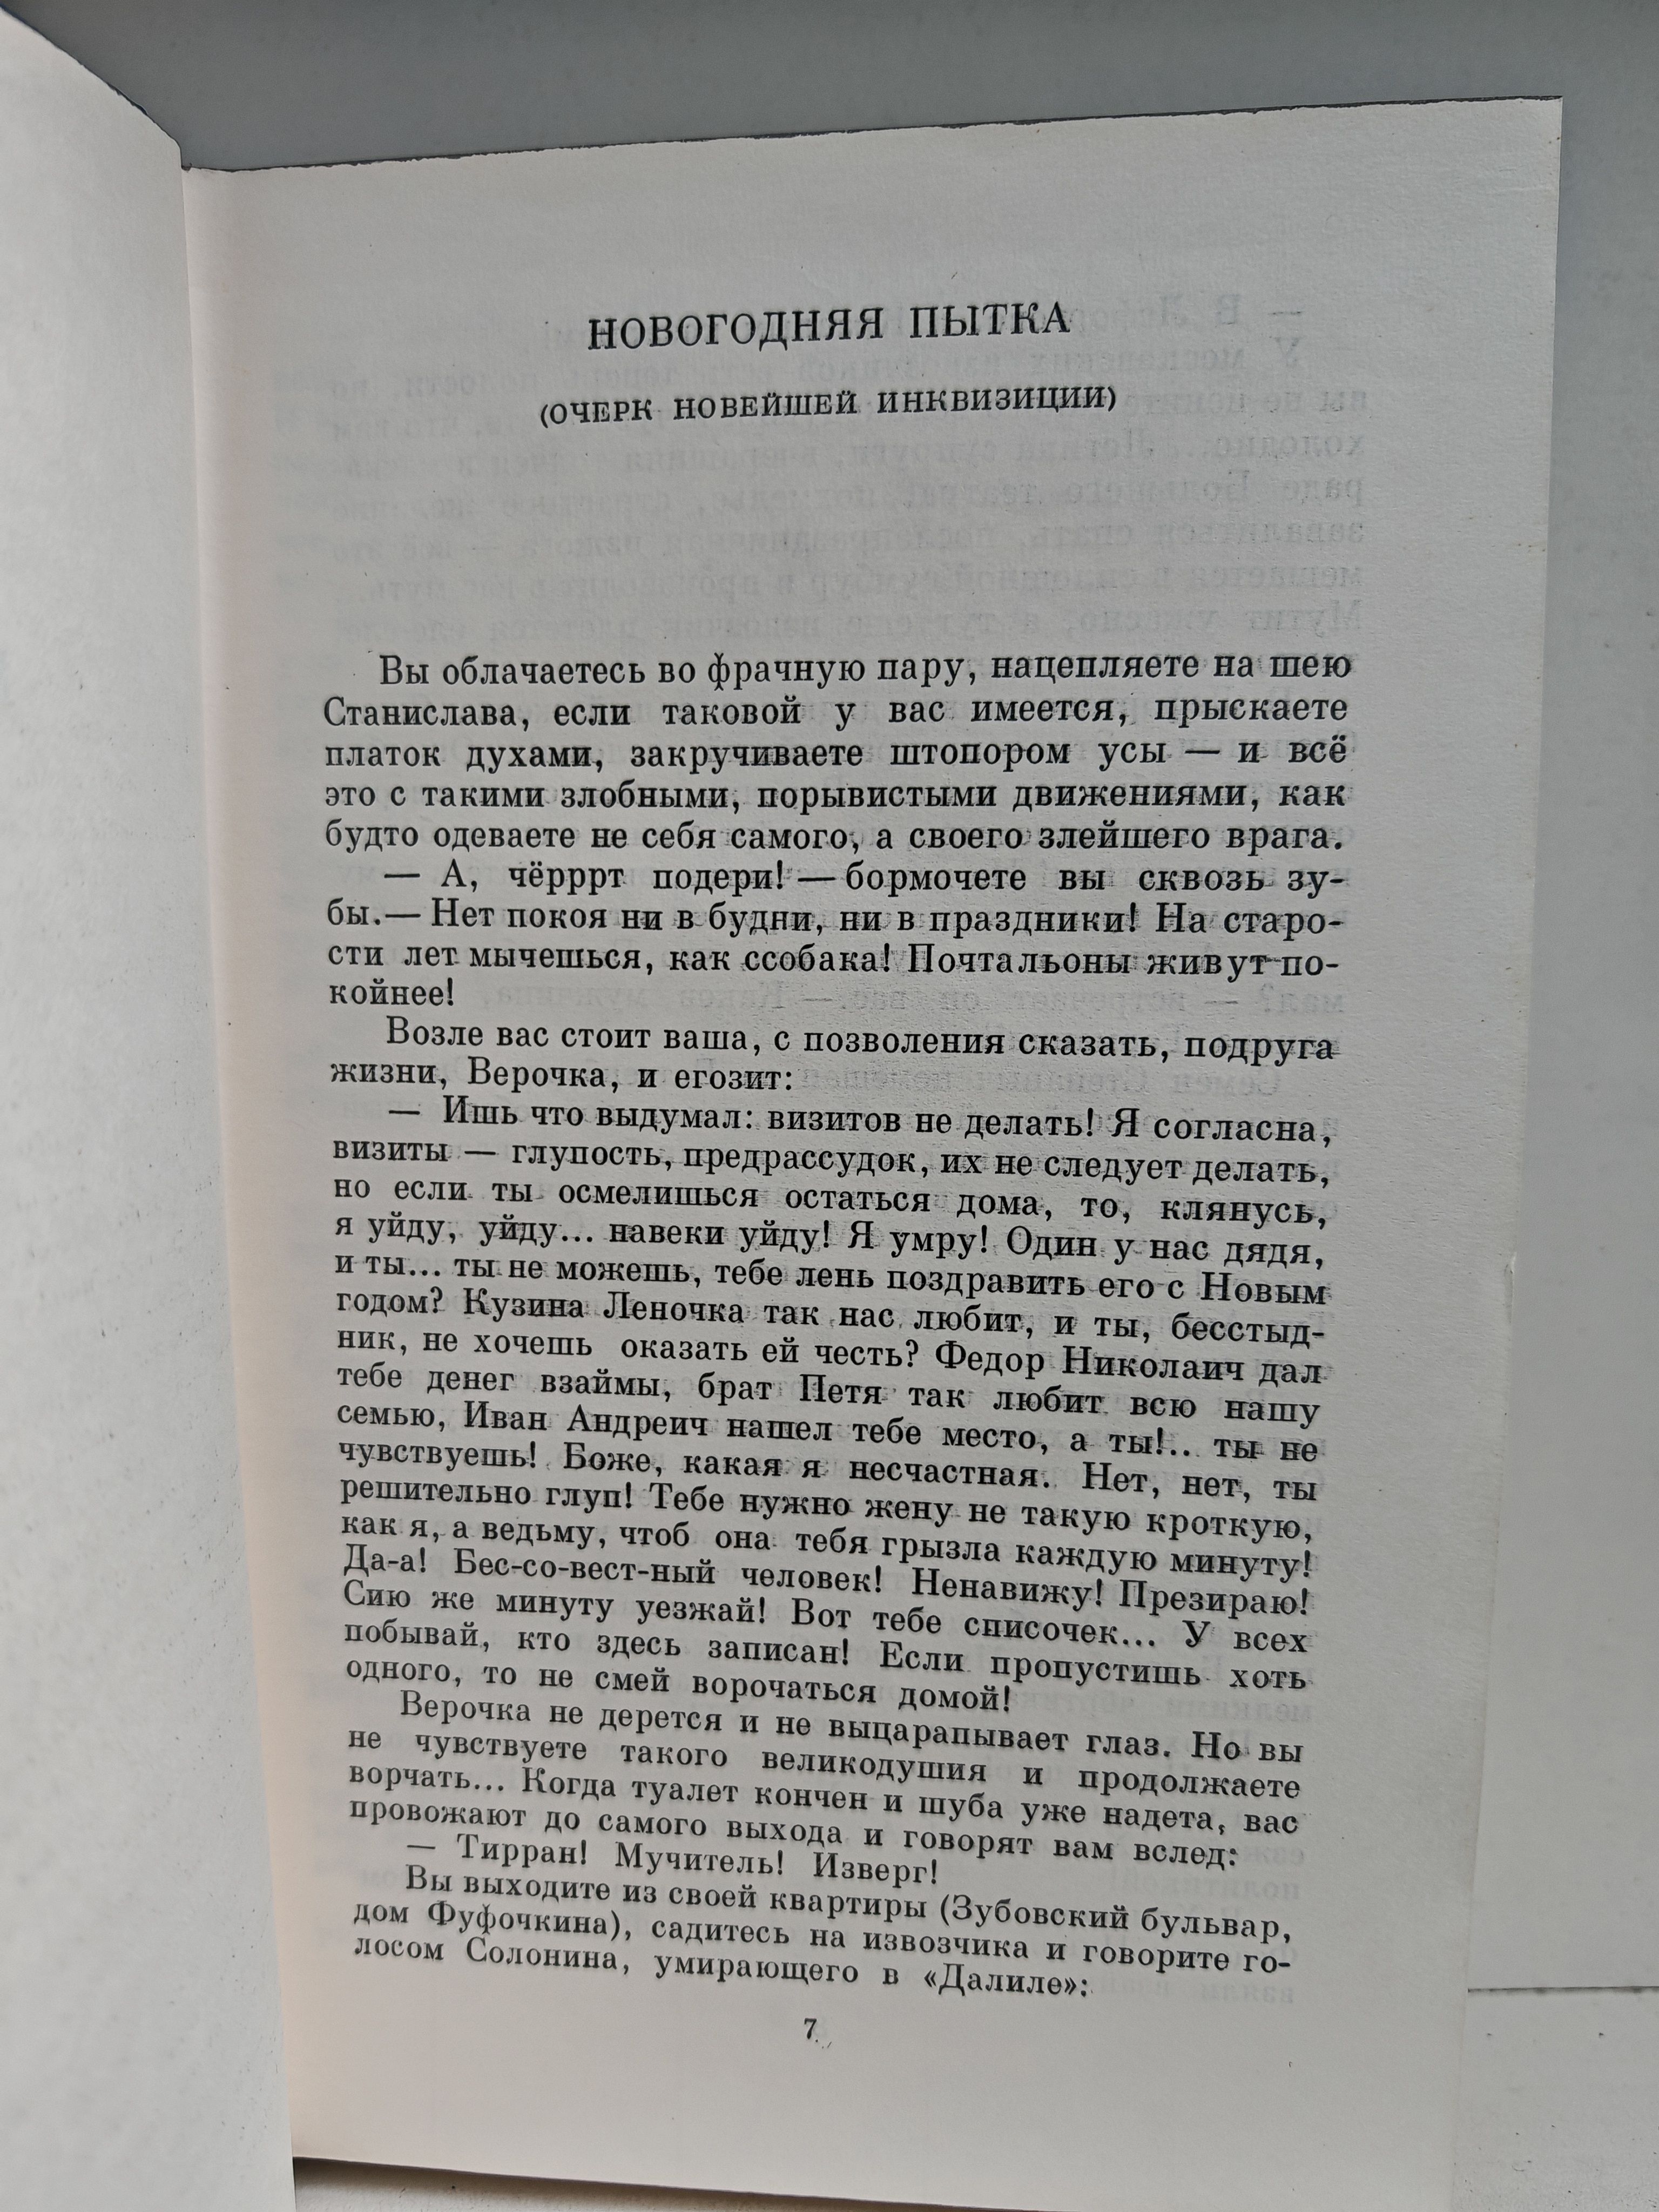 НОВОГОДНЯЯ ПЫТКА
(ОЧЕРК НОВЕЙШЕЙ ИНКВИЗИЦИИ)
Вы облачаетесь во фрачную пару, нацепляете на шею
Станислава, если таковой у вас имеется, прыскаете
платок духами, закручиваете штопором усы — и всё
это с такими злобными, порывистыми движениями, как
будто одеваете не себя самого, а своего злейшего врага.
— А, чёрррт подери! — бормочете вы сквозь зу-
бы.— Нет покоя ни в будни, ни в праздники! На старо-
сти лет мычешься, как ссобака! Почтальоны живут по-
койнее!
Возле вас стоит ваша, с позволения сказать, подруга
жизни, Верочка, и егозит:
— Ишь что выдумал: визитов не делать! Я согласна,
визиты — глупость, предрассудок, их не следует делать,
но если ты осмелишься остаться дома, то, клянусь,
я уйду, уйду... навеки уйду! Я умру! Один у нас дядя,
и ты... ты не можешь, тебе лень поздравить его с Новым
годом? Кузина Леночка так нас любит, и ты, бесстыд-
ник, не хочешь оказать ей честь? Федор Николаич дал
тебе денег взаймы, брат Петя так любит всю нашу
семью, Иван Андреич нашел тебе место, а ты!.. ты не
чувствуешь! Боже, какая я несчастная. Нет, нет, ты
решительно глуп! Тебе нужно жену не такую кроткую,
как я, а ведьму, чтоб она тебя грызла каждую минуту!
Да-а! Бес-со-вест-ный человек! Ненавижу! Презираю!
Сию же минуту уезжай! Вот тебе списочек... У всех
побывай, кто здесь записан! Если пропустишь хоть
одного, то не смей ворочаться домой!
Верочка не дерется и не выцарапывает глаз. Но вы
не чувствуете такого великодушия и продолжаете
ворчать... Когда туалет кончен и шуба уже надета, вас
провожают до самого выхода и говорят вам вслед:
— Тирран! Мучитель! Изверг!
Вы выходите из своей квартиры (Зубовский бульвар,
дом Фуфочкина), садитесь на извозчика и говорите го-
лосом Солонина, умирающего в «Далиле»:
7